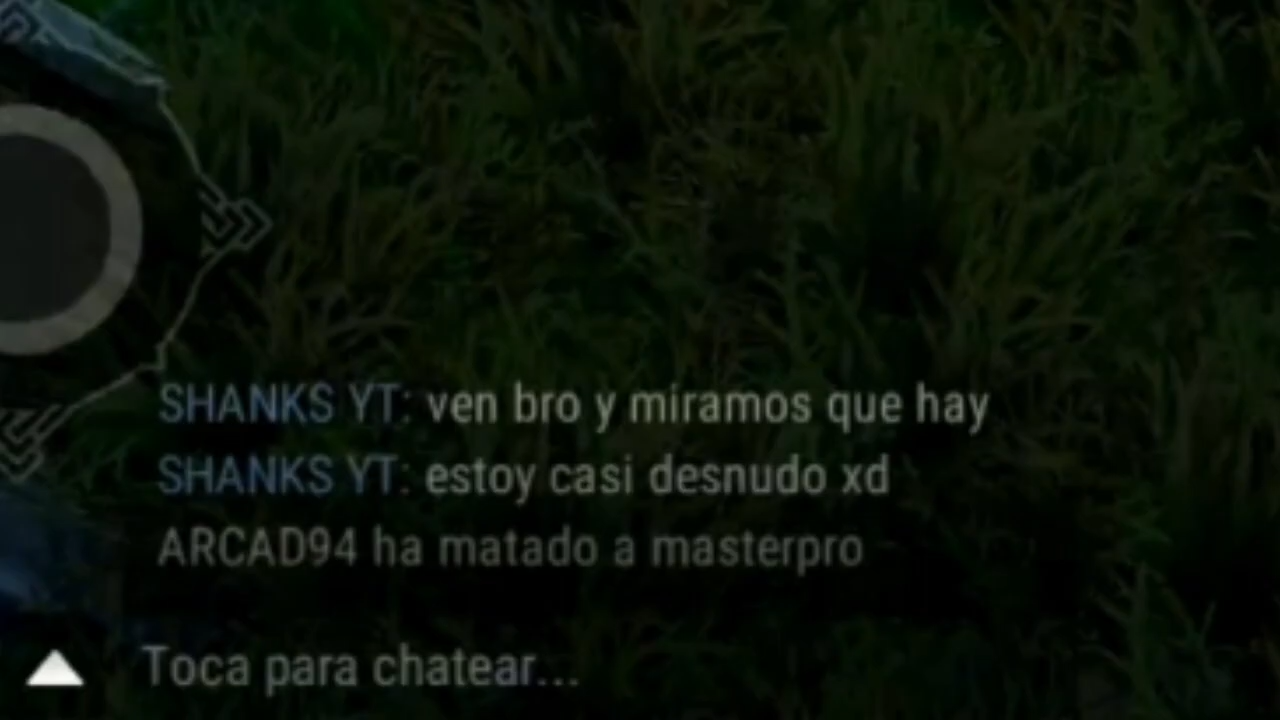 SHANKS YT: ven bro y miramos que hay
SHANKS YT: estoy casi desnudo xd
ARCAD94 ha matado a masterpro
Toca para chatear...